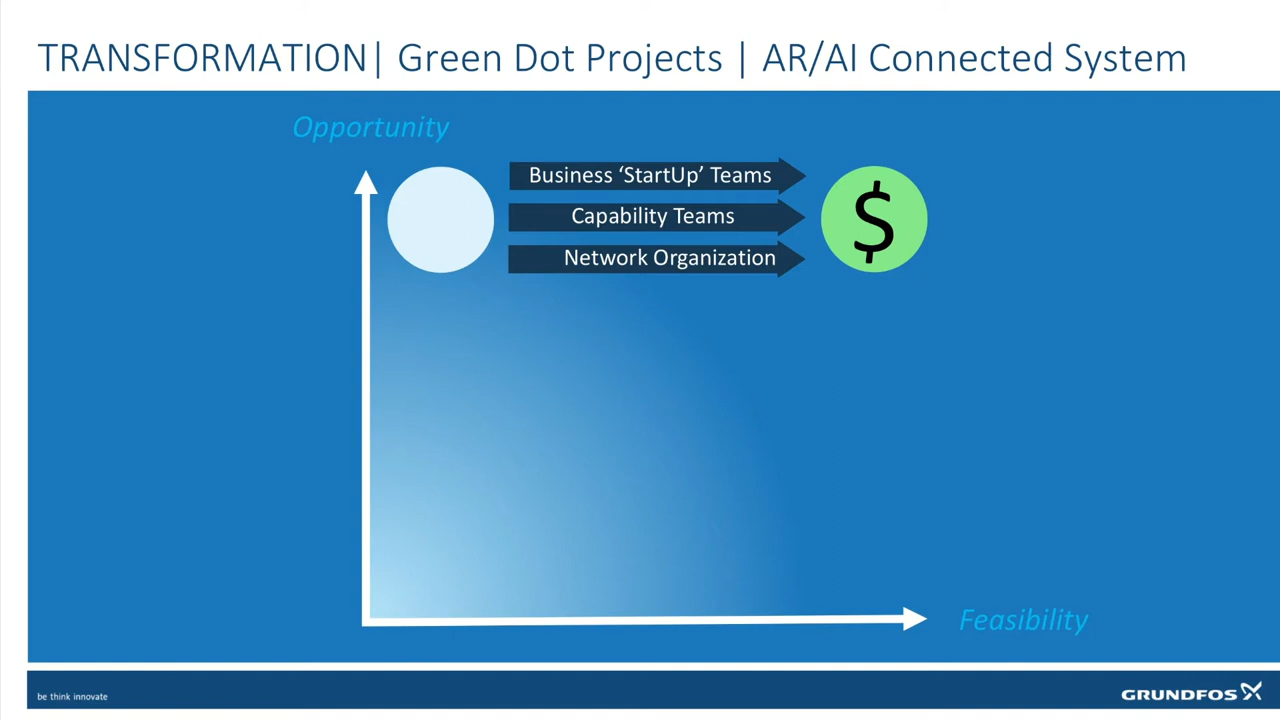 TRANSFORMATION| Green Dot Projects | AR/AI Connected System
Opportunity
Business ‘StartUp’ Teams
Capability Teams
Network Organization
$
Feasibility
be think innovate
GRUNDFOS